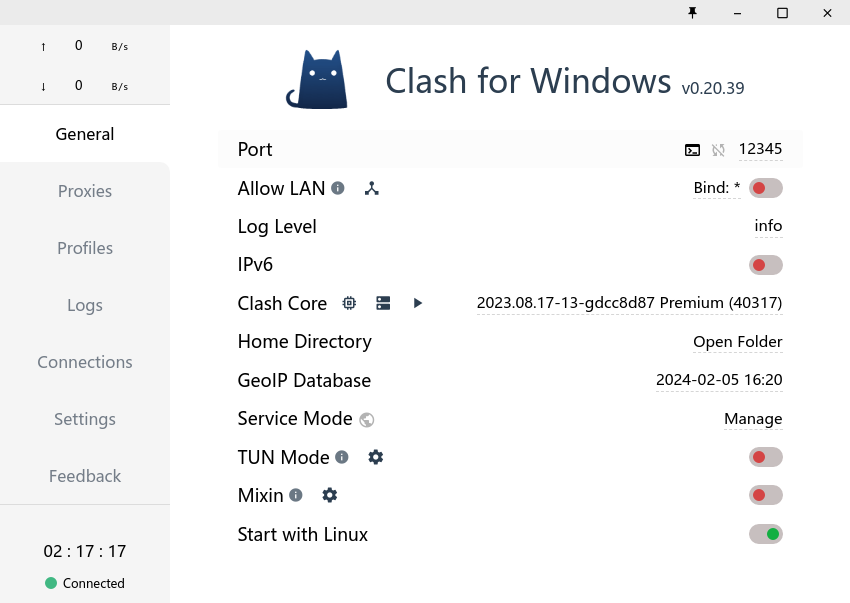 ↑ 0 B/s
↓ 0 B/s
General
Proxies
Profiles
Logs
Connections
Settings
Feedback
02 : 17 : 17
Connected
Clash for Windows v0.20.39
Port 12345
Allow LAN Bind: *
Log Level info
IPv6
Clash Core 2023.08.17-13-gdcc8d87 Premium (40317)
Home Directory Open Folder
GeoIP Database 2024-02-05 16:20
Service Mode Manage
TUN Mode
Mixin
Start with Linux